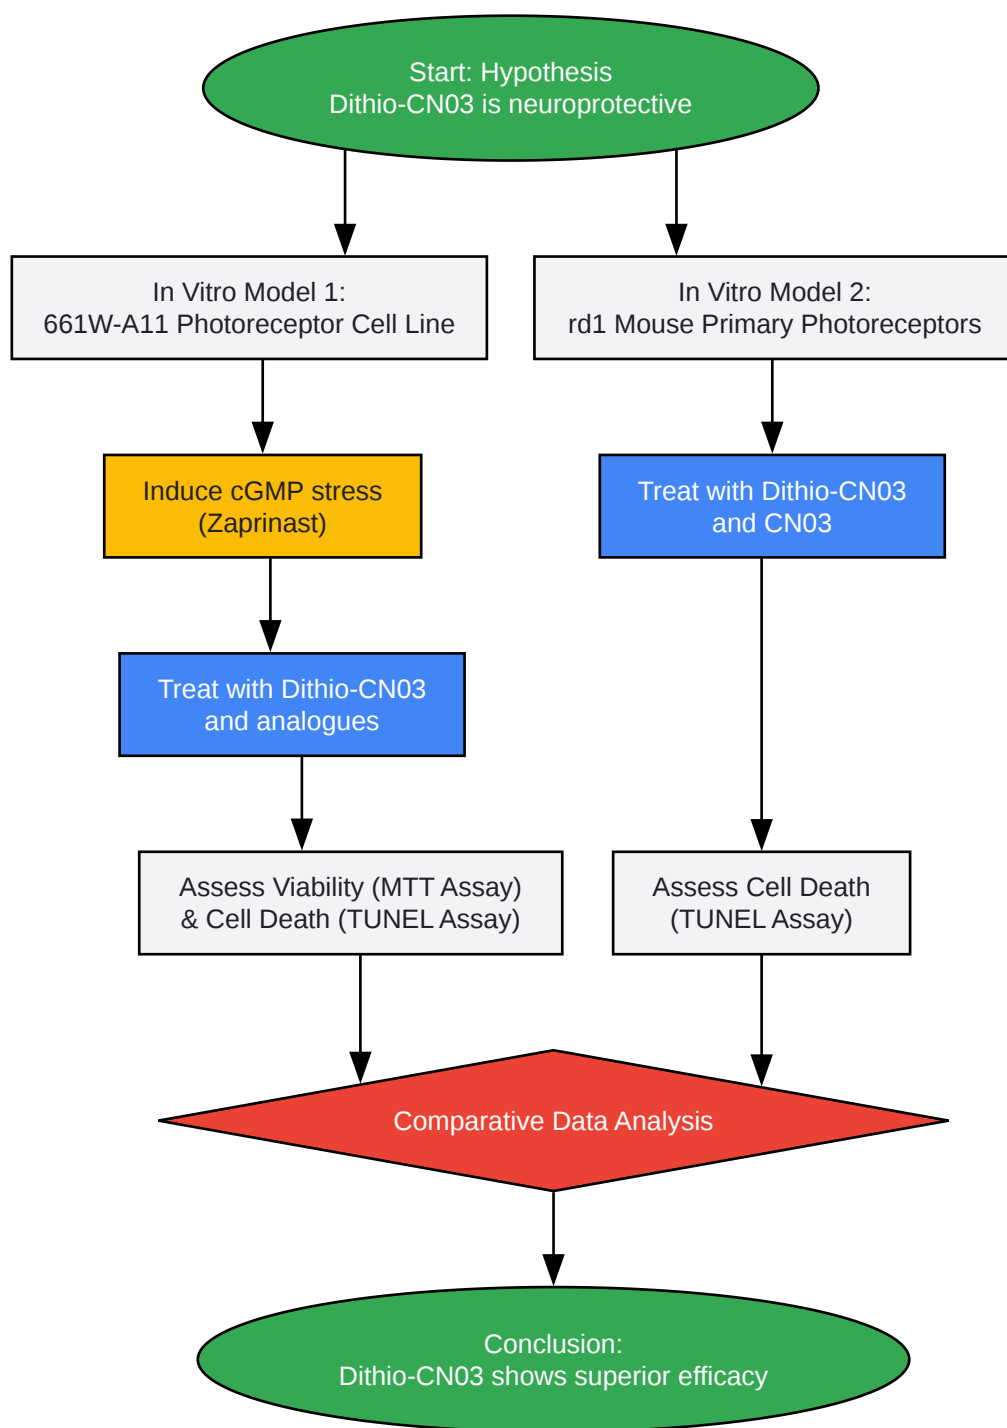 Start: Hypothesis
Dithio-CN03 is neuroprotective
In Vitro Model 1:
661W-A11 Photoreceptor Cell Line
In Vitro Model 2:
rd1 Mouse Primary Photoreceptors
Induce cGMP stress
(Zaprinast)
Treat with Dithio-CN03
and CN03
Treat with Dithio-CN03
and analogues
Assess Viability (MTT Assay)
& Cell Death (TUNEL Assay)
Assess Cell Death
(TUNEL Assay)
Comparative Data Analysis
Conclusion:
Dithio-CN03 shows superior efficacy